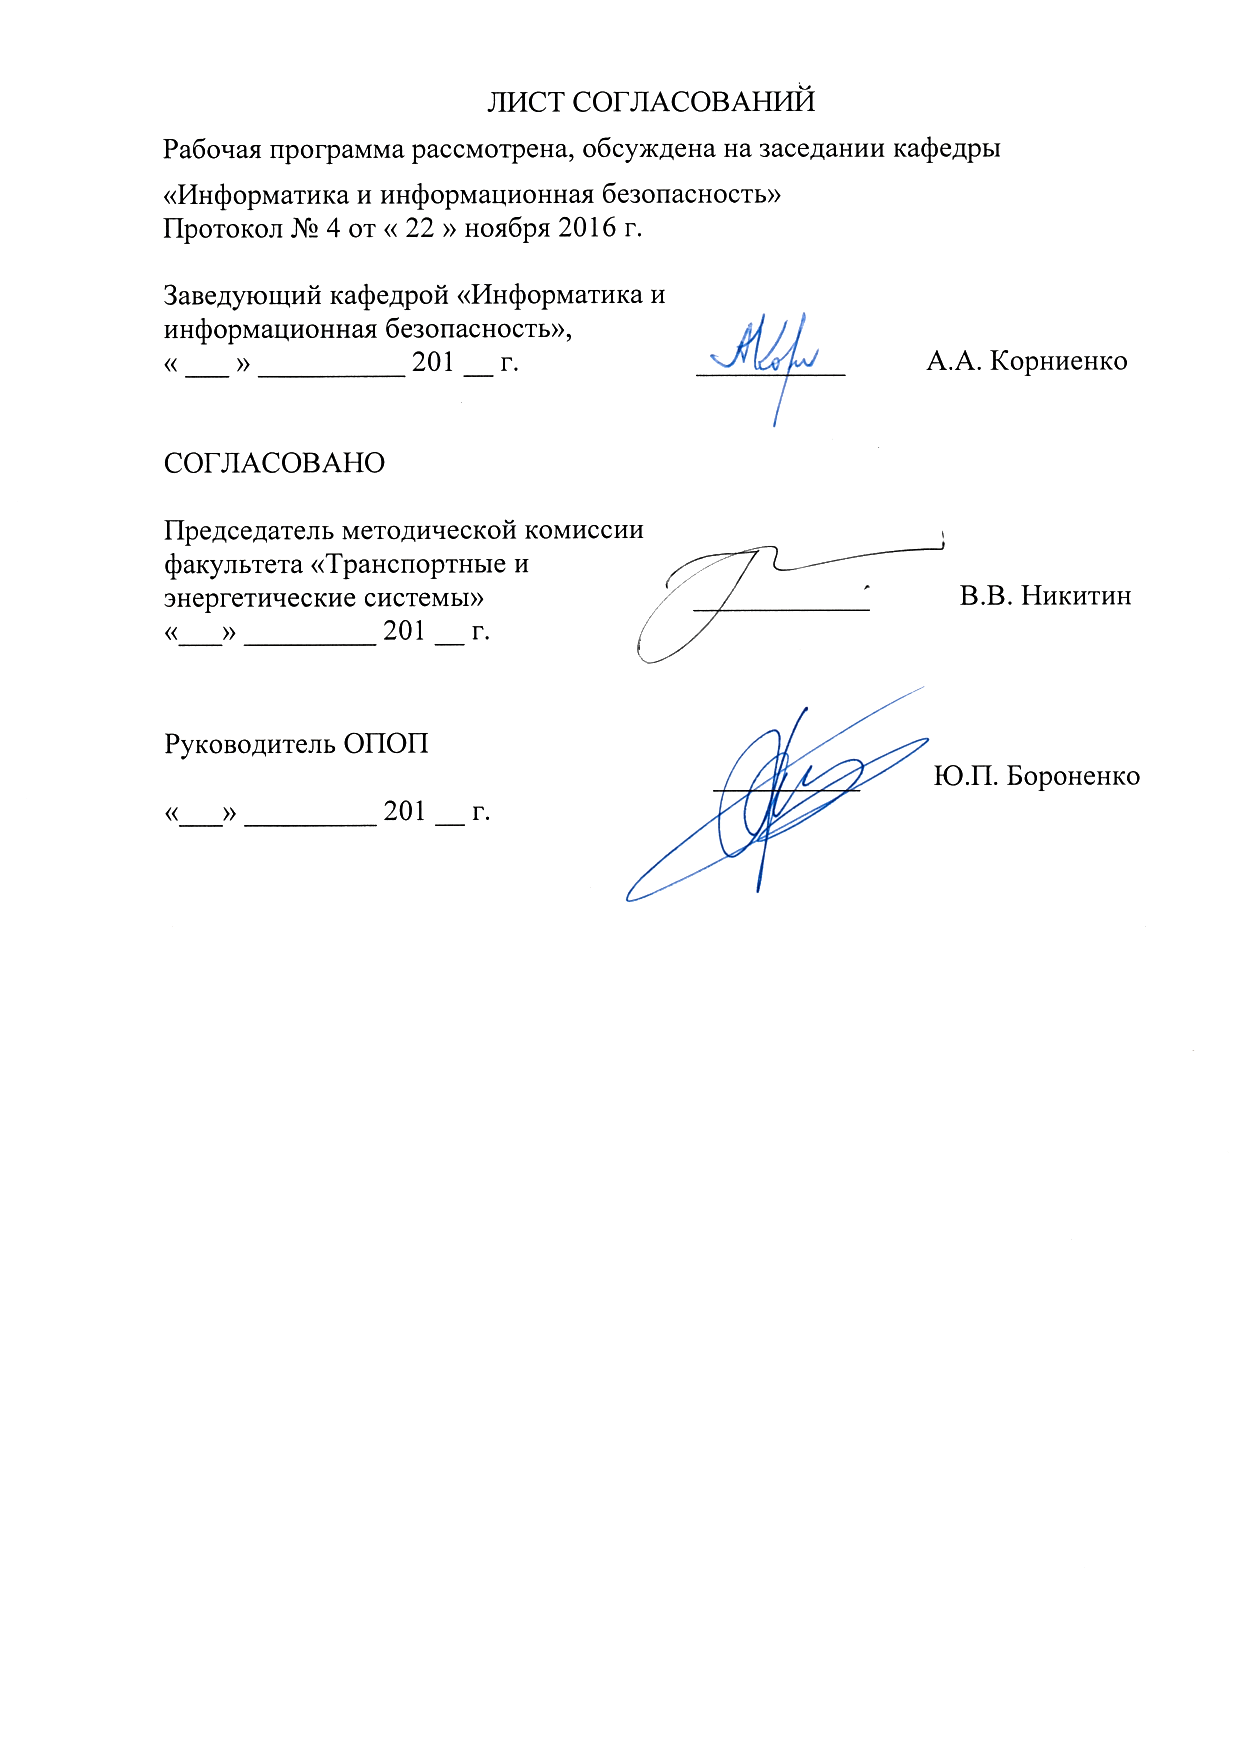 ЛИСТ СОГЛАСОВАНИЙ
Рабочая программа рассмотрена, обсуждена на заседании кафедры
«Информатика и информационная безопасность»
Протокол № 4 от « 22 » ноября 2016 г.
Заведующий кафедрой «Информатика и
информационная безопасность»,
« ___ » __________ 201 __ г. __________ А.А. Корниенко
СОГЛАСОВАНО
Председатель методической комиссии
факультета «Транспортные и
энергетические системы» ____________ В.В. Никитин
«___» _________ 201 __ г.
Руководитель ОПОП
__________ Ю.П. Бороненко
«___» _________ 201 __ г.